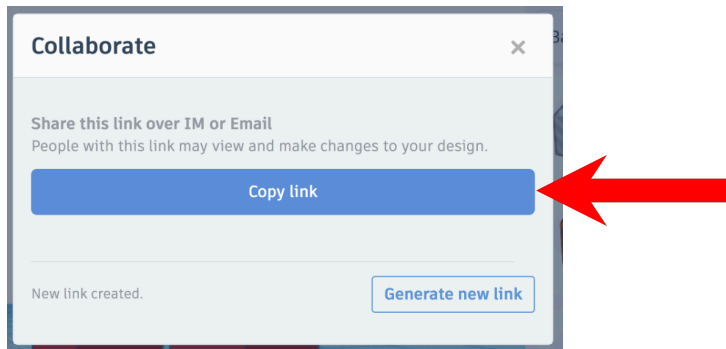 Collaborate
Share this link over IM or Email
People with this link may view and make changes to your design.
Copy link
New link created.
Generate new link